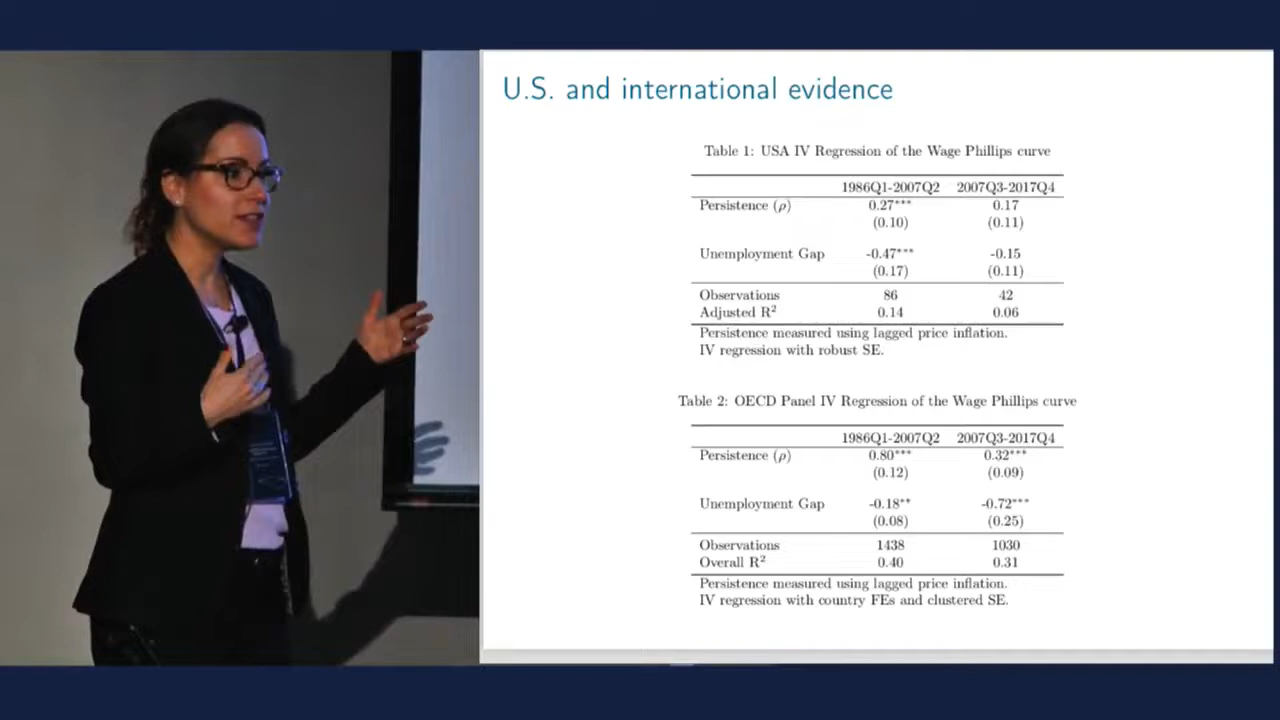 U.S. and international evidence
Table 1: USA IV Regression of the Wage Phillips curve
1986Q1-2007Q2 2007Q3-2017Q4
Persistence (ρ) 0.27*** 0.17
(0.10) (0.11)
Unemployment Gap -0.47*** -0.15
(0.17) (0.11)
Observations 86 42
Adjusted R² 0.14 0.06
Persistence measured using lagged price inflation.
IV regression with robust SE.
Table 2: OECD Panel IV Regression of the Wage Phillips curve
1986Q1-2007Q2 2007Q3-2017Q4
Persistence (ρ) 0.80*** 0.32***
(0.12) (0.09)
Unemployment Gap -0.18** -0.72***
(0.08) (0.25)
Observations 1438 1030
Overall R² 0.40 0.31
Persistence measured using lagged price inflation.
IV regression with country FEs and clustered SE.